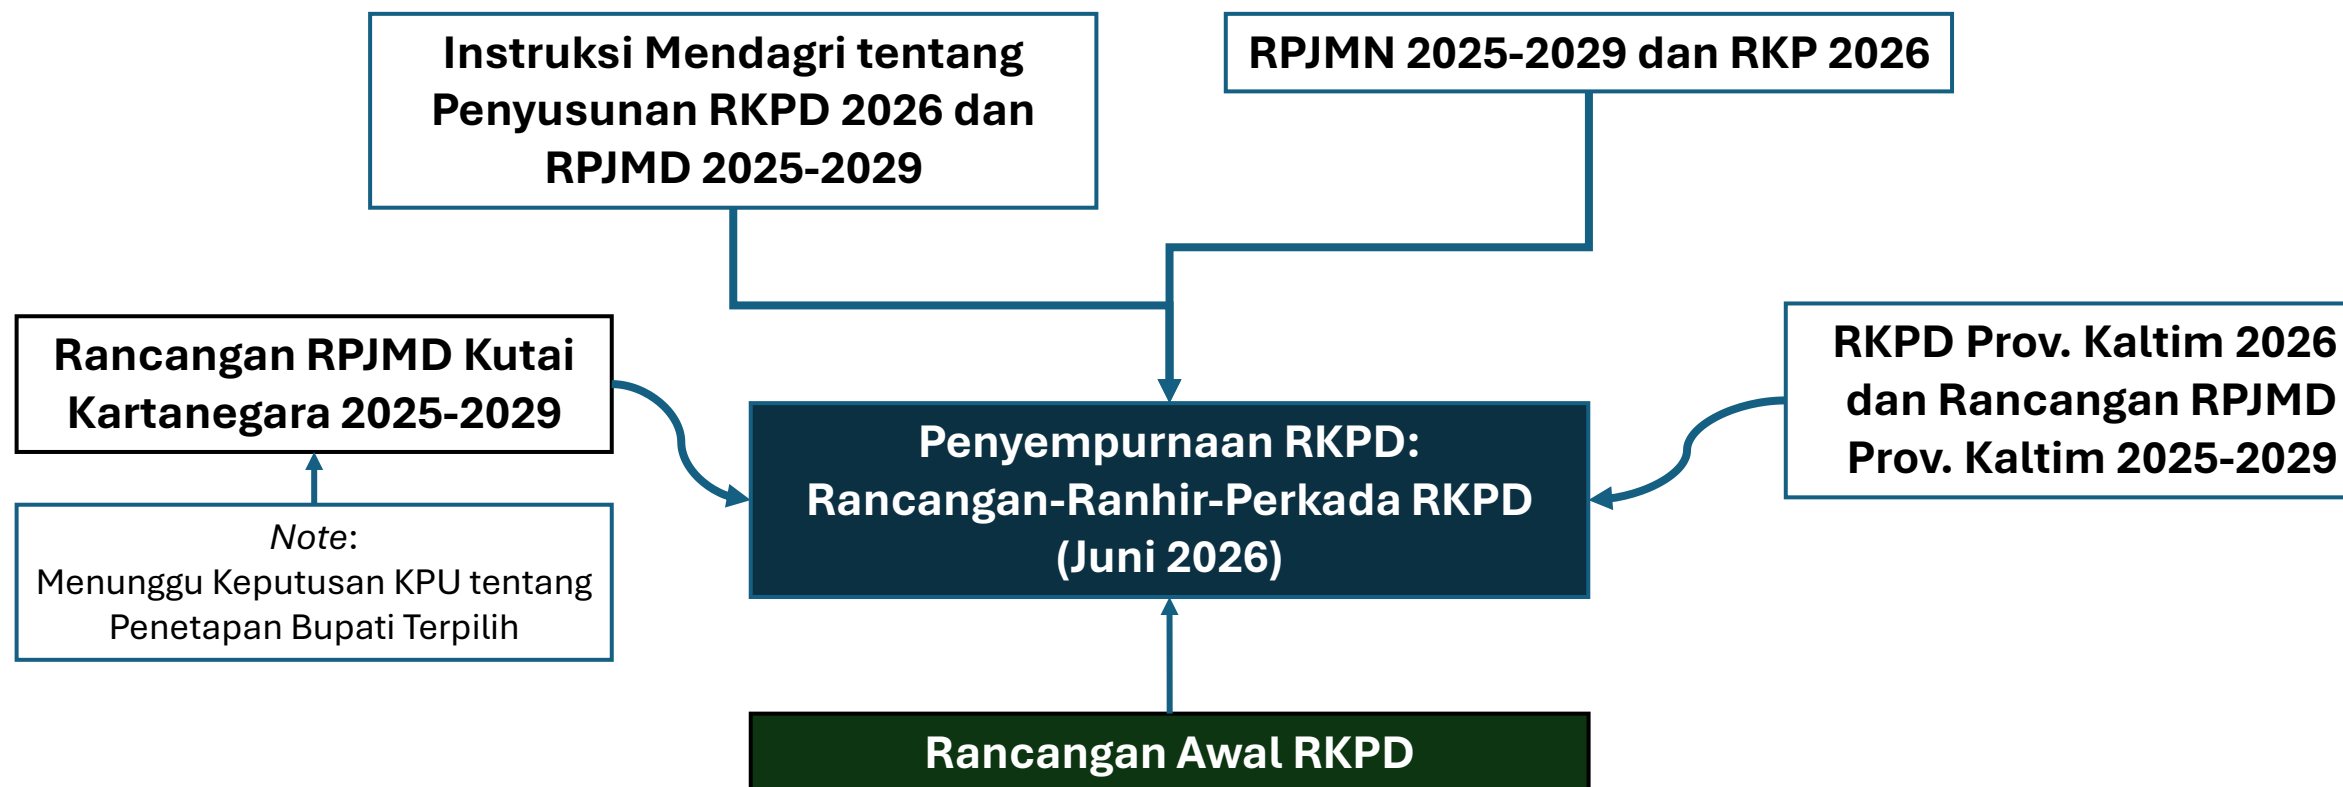 Instruksi Mendagri tentang
Penyusunan RKPD 2026 dan
RPJMD 2025-2029
RPJMN 2025-2029 dan RKP 2026
Rancangan RPJMD Kutai
Kartanegara 2025-2029
RKPD Prov. Kaltim 2026
dan Rancangan RPJMD
Prov. Kaltim 2025-2029
Penyempurnaan RKPD:
Rancangan-Ranhir-Perkada RKPD
(Juni 2026)
Note:
Menunggu Keputusan KPU tentang
Penetapan Bupati Terpilih
Rancangan Awal RKPD